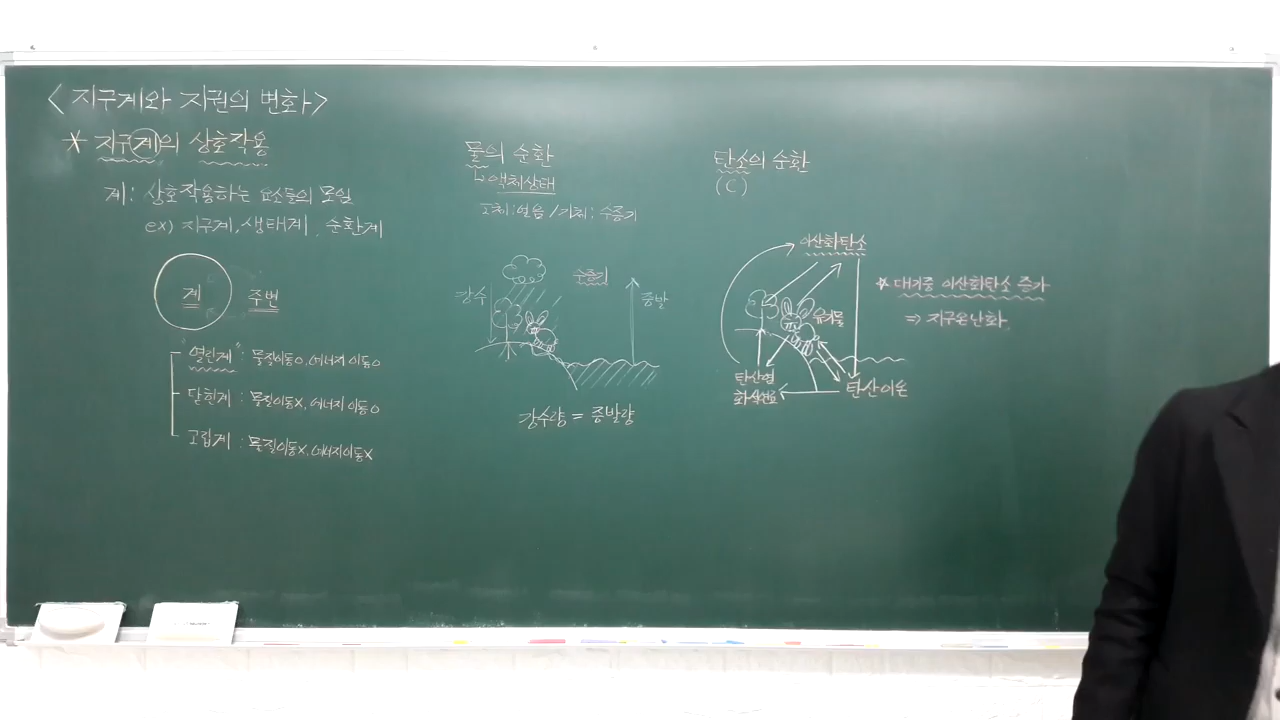 <지구계와 지권의 변화>
* 지구계의 상호작용
계: 상호작용하는 요소들의 모임
ex) 지구계, 생태계, 순환계
계 주변
"열린계": 물질이동o, 에너지 이동o
닫힌계: 물질이동x, 에너지 이동o
고립계: 물질이동x, 에너지이동x
물의 순환
↳액체상태
고체: 얼음 / 기체: 수증기
수증기
강수
증발
강수량 = 증발량
탄소의 순환
(C)
이산화탄소
유기물
탄산염
화석연료
탄산이온
* 대기중 이산화탄소 증가
⇒ 지구온난화.